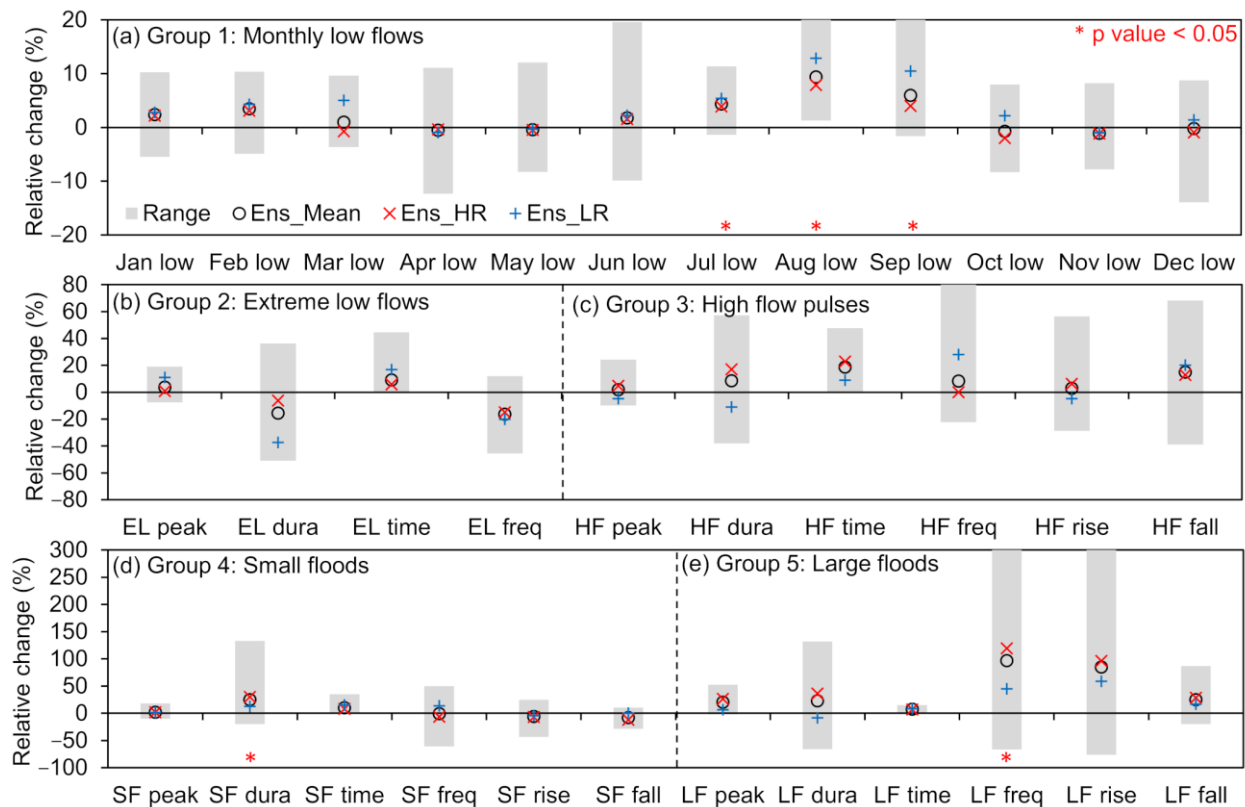 (a) Group 1: Monthly low flows
* p value < 0.05
Relative change (%)
20
10
0
−10
−20
Range Ens_Mean Ens_HR Ens_LR
* * *
Jan low Feb low Mar low Apr low May low Jun low Jul low Aug low Sep low Oct low Nov low Dec low
(b) Group 2: Extreme low flows
(c) Group 3: High flow pulses
Relative change (%)
80
60
40
20
0
−20
−40
−60
−80
EL peak EL dura EL time EL freq HF peak HF dura HF time HF freq HF rise HF fall
(d) Group 4: Small floods
(e) Group 5: Large floods
Relative change (%)
300
250
200
150
100
50
0
−50
−100
* *
SF peak SF dura SF time SF freq SF rise SF fall LF peak LF dura LF time LF freq LF rise LF fall